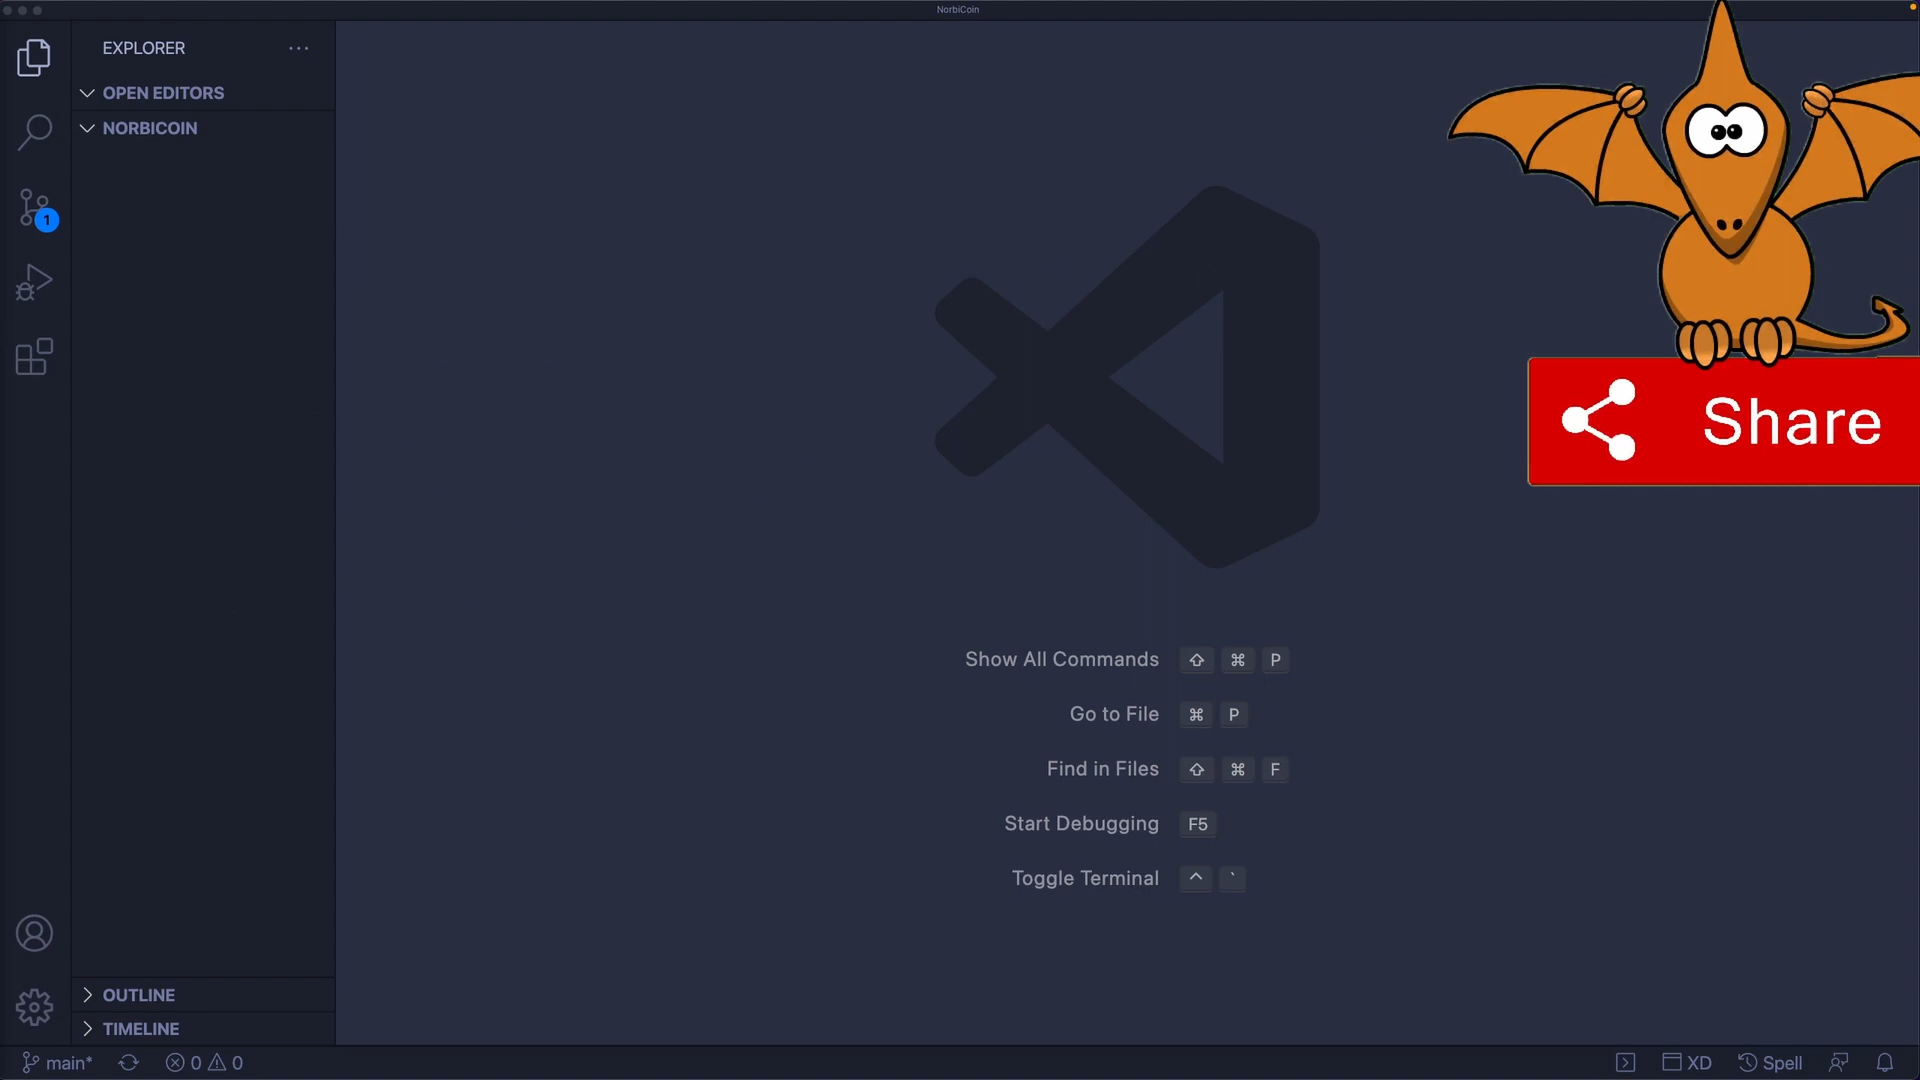 NorbiCoin
EXPLORER
OPEN EDITORS
NORBICOIN
1
Share
Show All Commands ⇧ ⌘ P
Go to File ⌘ P
Find in Files ⇧ ⌘ F
Start Debugging F5
Toggle Terminal ^ `
OUTLINE
TIMELINE
main* 0 0 XD Spell